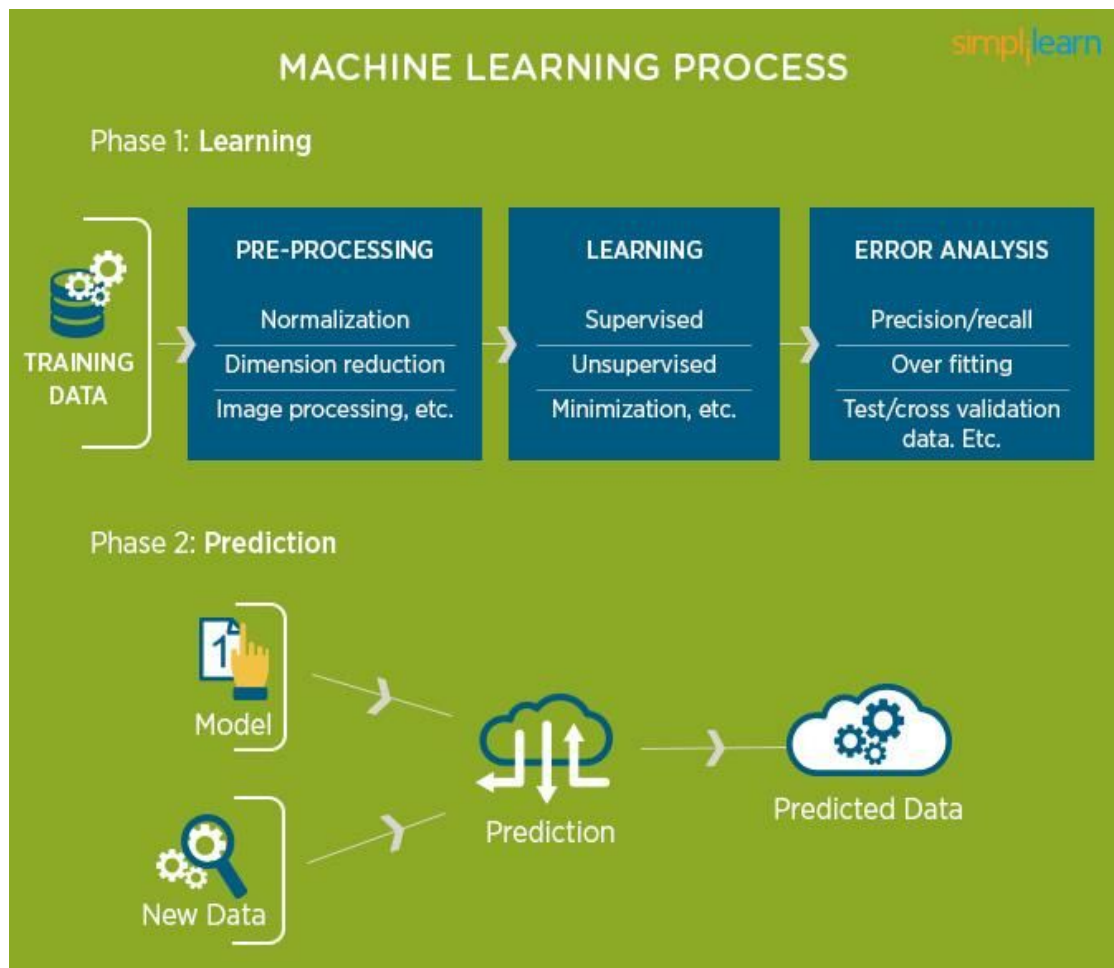 simplilearn
MACHINE LEARNING PROCESS
Phase 1: Learning
TRAINING
DATA
PRE-PROCESSING
Normalization
Dimension reduction
Image processing, etc.
LEARNING
Supervised
Unsupervised
Minimization, etc.
ERROR ANALYSIS
Precision/recall
Over fitting
Test/cross validation
data. Etc.
Phase 2: Prediction
1
Model
New Data
Prediction
Predicted Data